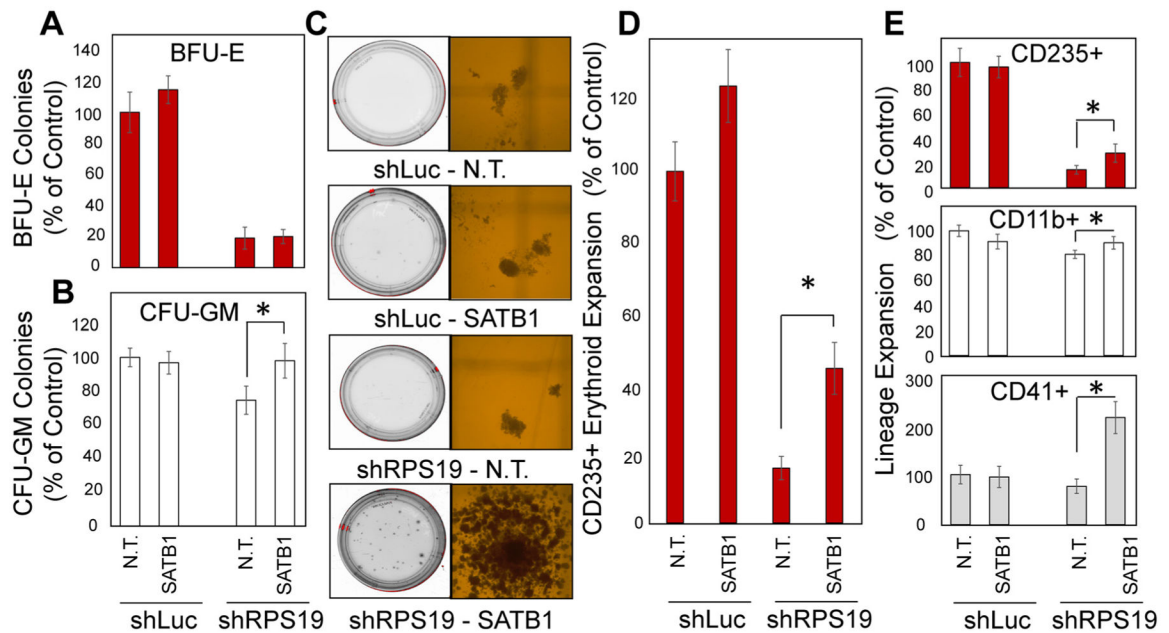 A
BFU-E
BFU-E Colonies
(% of Control)
140
120
100
80
60
40
20
0
B
CFU-GM
*
CFU-GM Colonies
(% of Control)
120
100
80
60
40
20
0
N.T.
SATB1
N.T.
SATB1
shLuc
shRPS19
C
shLuc - N.T.
shLuc - SATB1
shRPS19 - N.T.
shRPS19 - SATB1
D
CD235+ Erythroid Expansion (% of Control)
120
100
80
60
40
20
0
*
N.T.
SATB1
N.T.
SATB1
shLuc
shRPS19
E
Lineage Expansion (% of Control)
CD235+
*
100
80
60
40
20
0
CD11b+
*
100
80
60
40
20
0
CD41+
*
300
200
100
0
N.T.
SATB1
N.T.
SATB1
shLuc
shRPS19